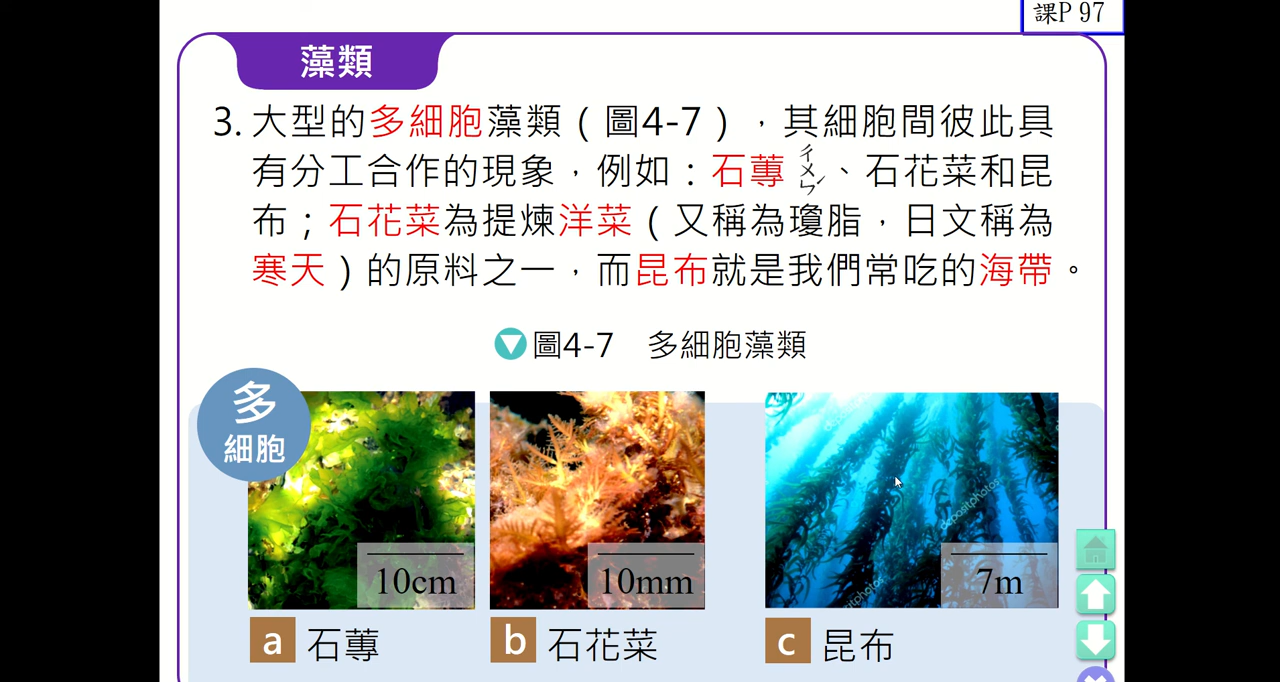 課P 97
藻類
3. 大型的多細胞藻類（圖4-7），其細胞間彼此具
有分工合作的現象，例如：石蓴ㄔㄨㄣˊ、石花菜和昆
布；石花菜為提煉洋菜（又稱為瓊脂，日文稱為
寒天）的原料之一，而昆布就是我們常吃的海帶。
圖4-7 多細胞藻類
多
細胞
10cm
10mm
7m
depositphotos
depositphotos
a 石蓴
b 石花菜
c 昆布